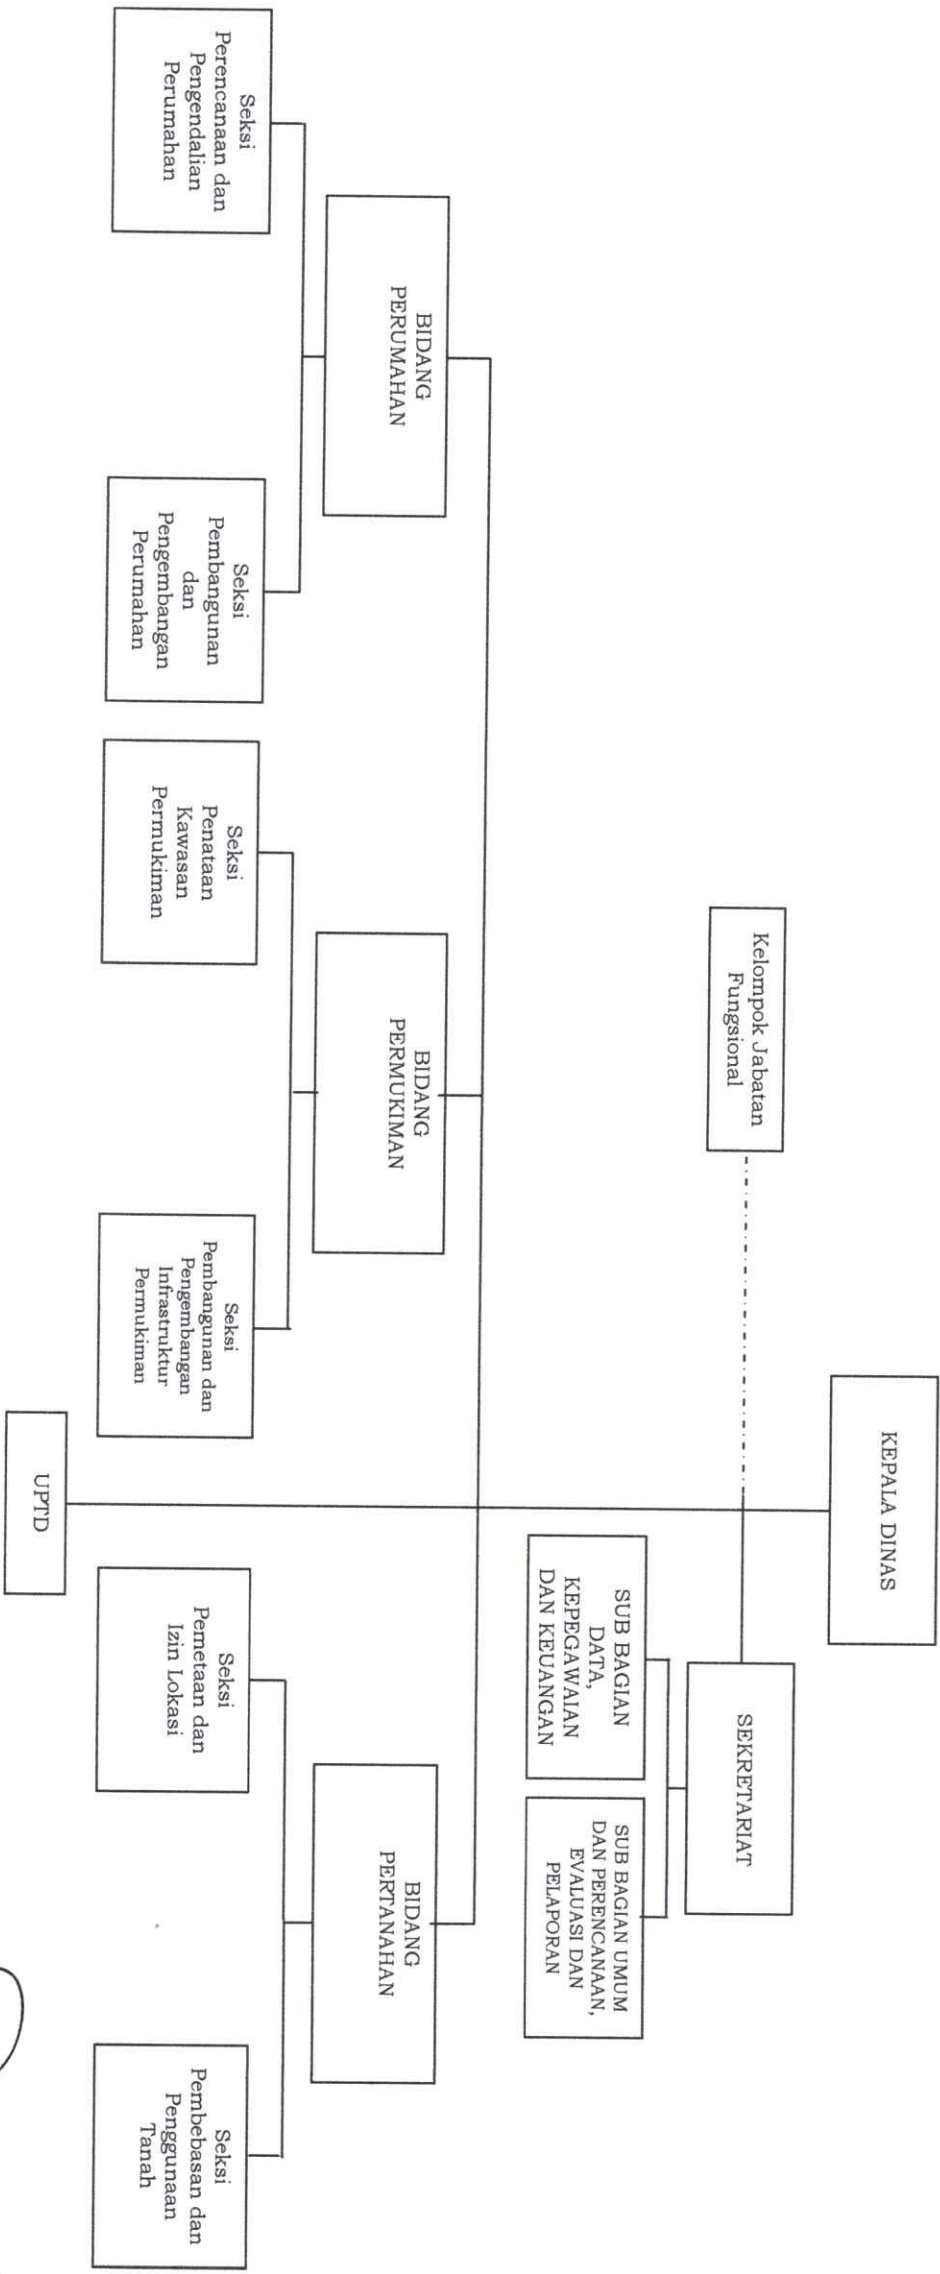 KEPALA DINAS
SEKRETARIAT
Kelompok Jabatan
Fungsional
SUB BAGIAN
DATA,
KEPEGAWAIAN
DAN KEUANGAN
SUB BAGIAN UMUM
DAN PERENCANAAN,
EVALUASI DAN
PELAPORAN
BIDANG
PERUMAHAN
BIDANG
PERMUKIMAN
BIDANG
PERTANAHAN
Seksi
Perencanaan dan
Pengendalian
Perumahan
Seksi
Pembangunan
dan
Pengembangan
Perumahan
Seksi
Penataan
Kawasan
Permukiman
Seksi
Pembangunan dan
Pengembangan
Infrastruktur
Permukiman
Seksi
Pemetaan dan
Izin Lokasi
Seksi
Pembebasan dan
Penggunaan
Tanah
UPTD